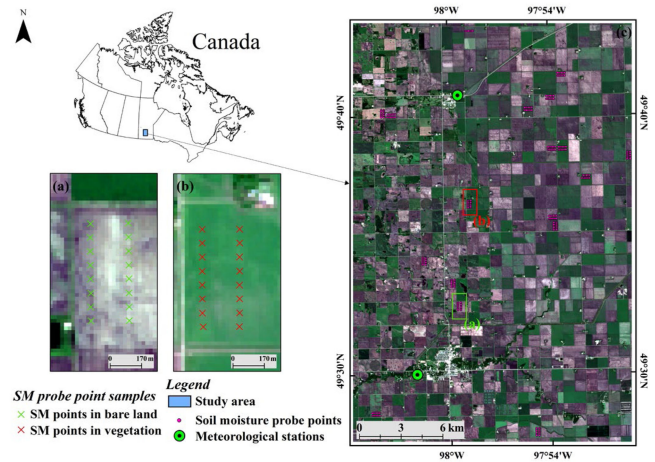 N
Canada
98°W
97°54'W
(c)
49°40'N
49°40'N
(b)
(a)
49°30'N
49°30'N
0 3 6 km
98°W
97°54'W
(a)
(b)
0 170 m
0 170 m
SM probe point samples
SM points in bare land
SM points in vegetation
Legend
Study area
Soil moisture probe points
Meteorological stations